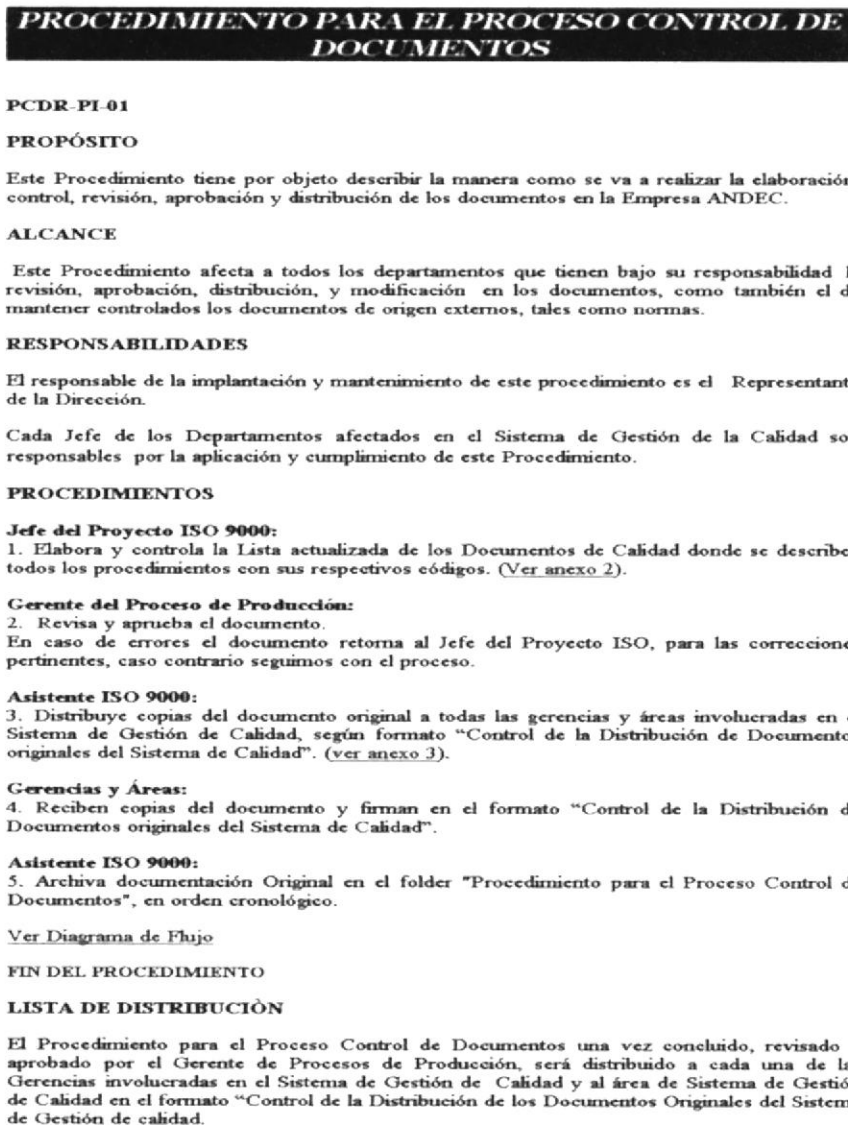 PROCEDIMIENTO PARA EL PROCESO CONTROL DE
DOCUMENTOS
PCDR-PI-01
PROPÓSITO
Este Procedimiento tiene por objeto describir la manera como se va a realizar la elaboración
control, revisión, aprobación y distribución de los documentos en la Empresa ANDEC.
ALCANCE
Este Procedimiento afecta a todos los departamentos que tienen bajo su responsabilidad l
revisión, aprobación, distribución, y modificación en los documentos, como también el d
mantener controlados los documentos de origen externos, tales como normas.
RESPONSABILIDADES
El responsable de la implantación y mantenimiento de este procedimiento es el Representant
de la Dirección.
Cada Jefe de los Departamentos afectados en el Sistema de Gestión de la Calidad so
responsables por la aplicación y cumplimiento de este Procedimiento.
PROCEDIMIENTOS
Jefe del Proyecto ISO 9000:
1. Elabora y controla la Lista actualizada de los Documentos de Calidad donde se describe
todos los procedimientos con sus respectivos códigos. (Ver anexo 2).
Gerente del Proceso de Producción:
2. Revisa y aprueba el documento.
En caso de errores el documento retorna al Jefe del Proyecto ISO, para las correccione
pertinentes, caso contrario seguimos con el proceso.
Asistente ISO 9000:
3. Distribuye copias del documento original a todas las gerencias y áreas involucradas en e
Sistema de Gestión de Calidad, según formato “Control de la Distribución de Documento
originales del Sistema de Calidad”. (ver anexo 3).
Gerencias y Áreas:
4. Reciben copias del documento y firman en el formato “Control de la Distribución d
Documentos originales del Sistema de Calidad”.
Asistente ISO 9000:
5. Archiva documentación Original en el folder "Procedimiento para el Proceso Control d
Documentos", en orden cronológico.
Ver Diagrama de Flujo
FIN DEL PROCEDIMIENTO
LISTA DE DISTRIBUCIÒN
El Procedimiento para el Proceso Control de Documentos una vez concluido, revisado
aprobado por el Gerente de Procesos de Producción, será distribuido a cada una de la
Gerencias involucradas en el Sistema de Gestión de Calidad y al área de Sistema de Gestió
de Calidad en el formato “Control de la Distribución de los Documentos Originales del Sistem
de Gestión de calidad.